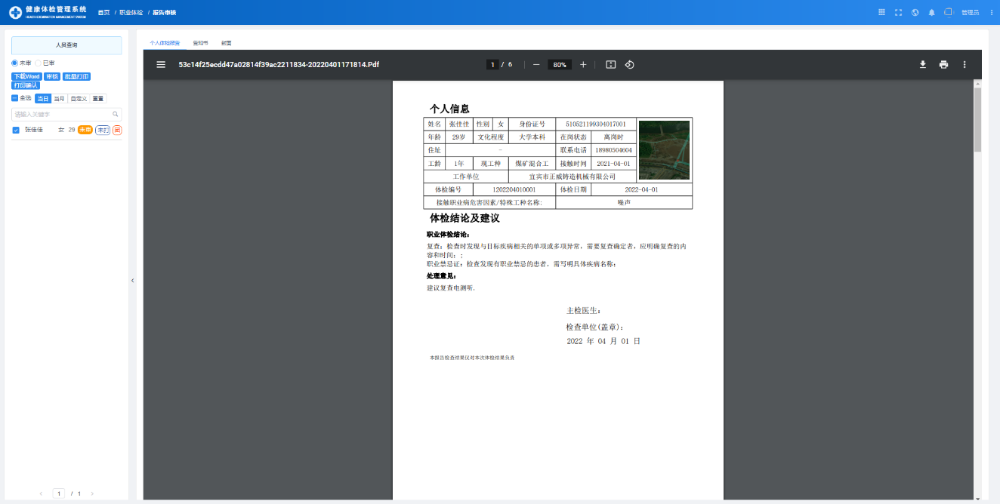 健康体检管理系统
HEALTH EXAMINATION MANAGEMENT SYSTEM
首页 / 职业体检 / 报告审核
管理员
人员查询
未审 已审
下载Word 审核 批量打印
打印确认
全选 当日 当月 自定义 重置
请输入关键字
张佳佳 女 29 未审 未打
1 / 1
个人体检报告 告知书 封面
53c14f25ecdd47a02814f39ac2211834-20220401171814.Pdf
1 / 6
80%
个人信息
姓名 张佳佳 性别 女 身份证号 510521199304017001
年龄 29岁 文化程度 大学本科 在岗状态 离岗时
住址 - 联系电话 18980504604
工龄 1年 现工种 煤矿混合工 接触时间 2021-04-01
工作单位 宜宾市正威铸造机械有限公司
体检编号 1202204010001 体检日期 2022-04-01
接触职业病危害因素/特殊工种名称: 噪声
体检结论及建议
职业体检结论：
复查：检查时发现与目标疾病相关的单项或多项异常，需要复查确定者，应明确复查的内
容和时间；；
职业禁忌证：检查发现有职业禁忌的患者，需写明具体疾病名称；
处理意见：
建议复查电测听.
主检医生：
检查单位(盖章)：
2022 年 04 月 01 日
本报告检查结果仅对本次体检结果负责